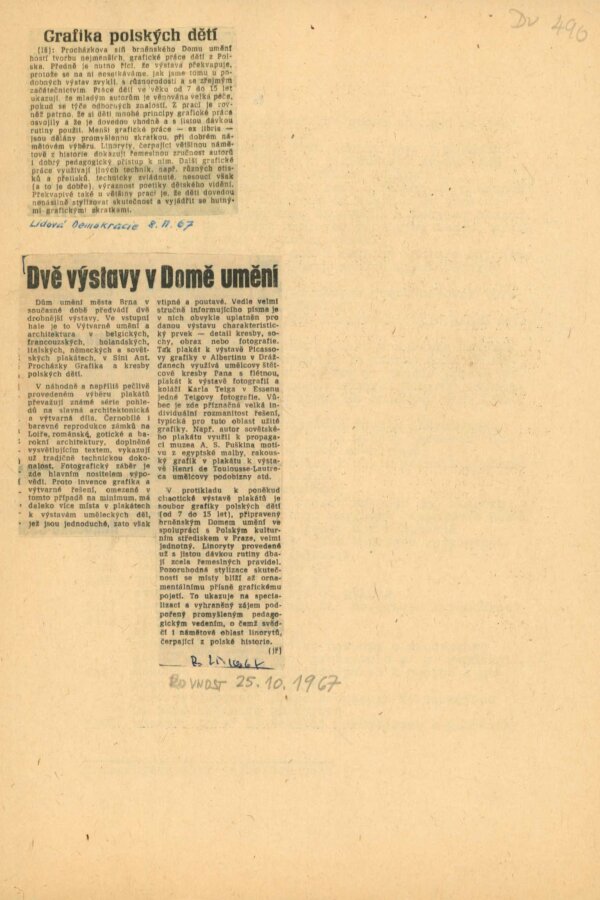 DU 490
Grafika polských dětí
(iš): Procházkova síň brněnského Domu umění
hostí tvorbu nejmenších, grafické práce dětí z Pol-
ska. Předně je nutno říci, že výstava překvapuje,
protože se na ní nesetkáváme, jak jsme tomu u po-
dobných výstav zvyklí, s různorodostí a se zřejmým
začátečnictvím. Práce dětí ve věku od 7 do 15 let
ukazují, že mladým autorům je věnována velká péče,
pokud se týče odborných znalostí. Z prací je rov-
něž patrno, že si děti mnohé principy grafické práce
osvojily a že je dovedou vhodně a s jistou dávkou
rutiny použít. Menší grafické práce — ex libris —
jsou dělány promyšlenou zkratkou, při dobrém ná-
mětovém výběru. Linoryty, čerpající většinou námě-
tově z historie dokazují řemeslnou zručnost autorů
i dobrý pedagogický přístup k nim. Další grafické
práce využívají jiných technik, např. různých otis-
ků a přetisků, technicky zvládnuté, nesoucí však
(a to je dobře), výraznost poetiky dětského vidění.
Překvapivé také u většiny prací je, že děti dovedou
nenásilně stylizovat skutečnost a vyjádřit se hutný-
mi grafickými zkratkami.
Lidová Demokracie 8. 11. 67
Dvě výstavy v Domě umění
Dům umění města Brna v
současné době předvádí dvě
drobnější výstavy. Ve vstupní
hale je to Výtvarné umění a
architektura v belgických,
francouzských, holandských,
italských, německých a sovět-
ských plakátech, v Síni Ant.
Procházky Grafika a kresby
polských dětí.
V náhodně a nepříliš pečlivě
provedeném výběru plakátů
převažují známé série pohle-
dů na slavná architektonická
a výtvarná díla. Černobílé i
barevné reprodukce zámků na
Loiře, románské, gotické a ba-
rokní architektury, doplněné
vysvětlujícím textem, vykazují
už tradičně technickou doko-
nalost. Fotografický záběr je
zde hlavním nositelem výpo-
vědi. Proto invence grafika a
výtvarné řešení, omezené v
tomto případě na minimum, má
daleko více místa v plakátech
k výstavám uměleckých děl,
jež jsou jednoduché, zato však
vtipné a poutavé. Vedle velmi
stručně informujícího písma je
v nich obvykle uplatněn pro
danou výstavu charakteristic-
ký prvek — detail kresby, so-
chy, obraz nebo fotografie.
Tak plakát k výstavě Picasso-
vy grafiky v Albertinu v Dráž-
ďanech využívá umělcovy štět-
cové kresby Pana s flétnou,
plakát k výstavě fotografií a
koláží Karla Teiga v Essenu
jedné Teigovy fotografie. Vů-
bec je zde příznačná velká in-
dividuální rozmanitost řešení,
typická pro tuto oblast užité
grafiky. Např. autor sovětské-
ho plakátu využil k propaga-
ci muzea A. S. Puškina moti-
vu z egyptské malby, rakous-
ký grafik v plakátu k výsta-
vě Henri de Toulousse-Lautre-
ca umělcovy podobizny atd.
V protikladu k poněkud
chaotické výstavě plakátů je
soubor grafiky polských dětí
(od 7 do 15 let), připravený
brněnským Domem umění ve
spolupráci s Polským kultur-
ním střediskem v Praze, velmi
jednotný. Linoryty provedené
už s jistou dávkou rutiny dba-
jí zcela řemeslných pravidel.
Pozoruhodná stylizace skuteč-
nosti se místy blíží až orna-
mentálnímu přísně grafickému
pojetí. To ukazuje na specia-
lizaci a vyhraněný zájem pod-
pořený promyšleným pedago-
gickým vedením, o čemž svěd-
čí i námětově oblast linorytů,
čerpající z polské historie.
(jř)
ROVNOST 25. 10. 1967